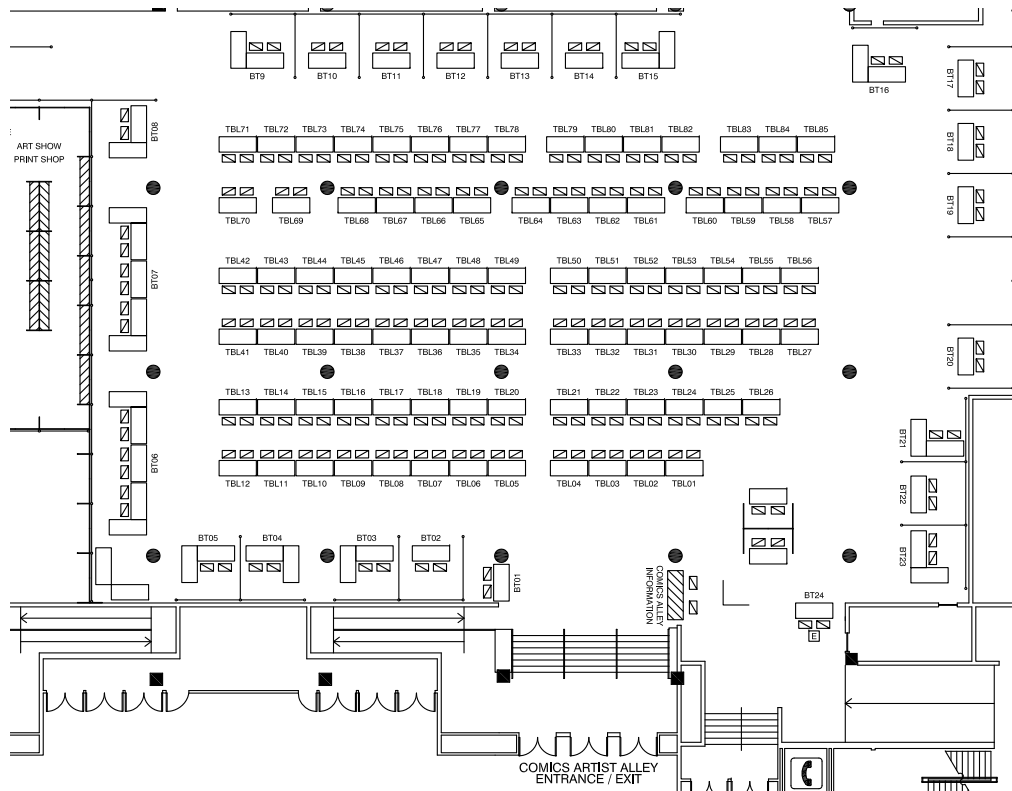 BT9 BT10 BT11 BT12 BT13 BT14 BT15
BT16
BT17
BT08
TBL71 TBL72 TBL73 TBL74 TBL75 TBL76 TBL77 TBL78 TBL79 TBL80 TBL81 TBL82 TBL83 TBL84 TBL85
BT18
E
ART SHOW
PRINT SHOP
BT19
TBL70 TBL69 TBL68 TBL67 TBL66 TBL65 TBL64 TBL63 TBL62 TBL61 TBL60 TBL59 TBL58 TBL57
BT07
TBL42 TBL43 TBL44 TBL45 TBL46 TBL47 TBL48 TBL49 TBL50 TBL51 TBL52 TBL53 TBL54 TBL55 TBL56
TBL41 TBL40 TBL39 TBL38 TBL37 TBL36 TBL35 TBL34 TBL33 TBL32 TBL31 TBL30 TBL29 TBL28 TBL27
BT20
TBL13 TBL14 TBL15 TBL16 TBL17 TBL18 TBL19 TBL20 TBL21 TBL22 TBL23 TBL24 TBL25 TBL26
BT21
BT06
TBL12 TBL11 TBL10 TBL09 TBL08 TBL07 TBL06 TBL05 TBL04 TBL03 TBL02 TBL01
BT22
BT05 BT04 BT03 BT02
BT23
BT01
COMICS ALLEY
INFORMATION
BT24
E
COMICS ARTIST ALLEY
ENTRANCE / EXIT